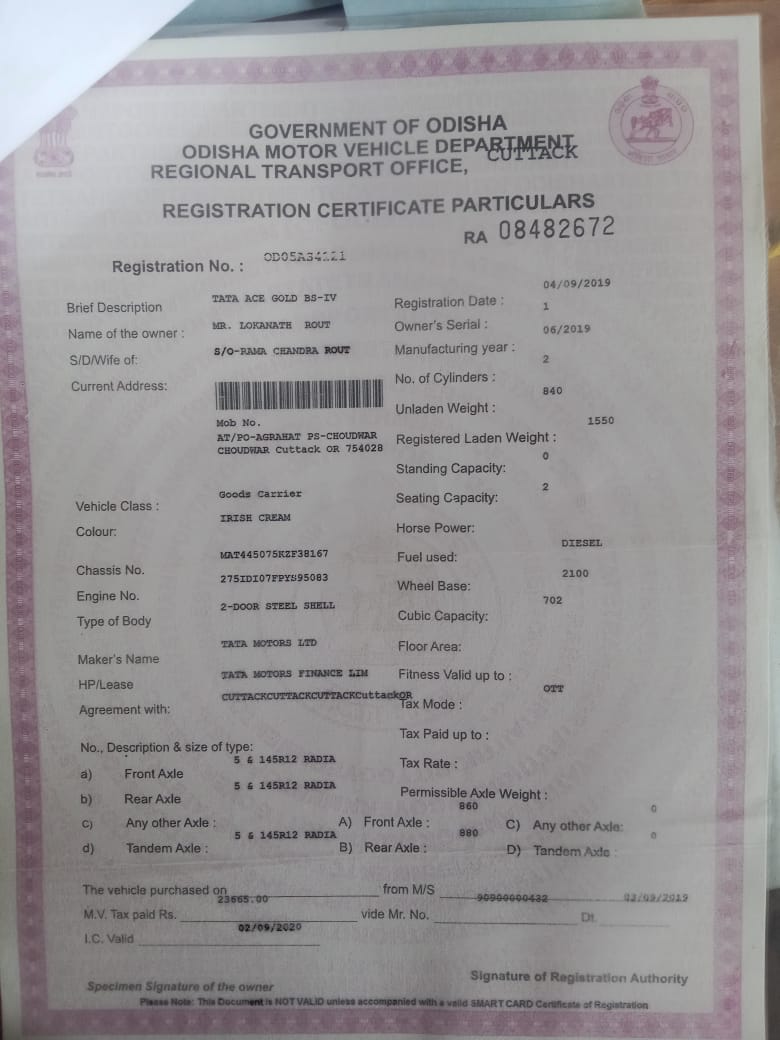 GOVERNMENT OF ODISHA
ODISHA MOTOR VEHICLE DEPARTMENT
REGIONAL TRANSPORT OFFICE, CUTTACK
REGISTRATION CERTIFICATE PARTICULARS
RA 08482672
Registration No. :
04/09/2019
Brief Description TATA ACE GOLD BS-IV Registration Date :
1
Name of the owner : MR. LOKANATH ROUT Owner's Serial :
06/2019
S/D/Wife of: S/O-RAMA CHANDRA ROUT Manufacturing year :
2
Current Address: No. of Cylinders :
840
Mob No. Unladen Weight :
1550
AT/PO-AGRAHAT PS-CHOUDWAR Registered Laden Weight :
CHOUDWAR Cuttack OR 754028
0
Standing Capacity:
2
Vehicle Class : Goods Carrier Seating Capacity:
Colour: IRISH CREAM Horse Power:
DIESEL
Chassis No. MAT445075KZF38167 Fuel used:
2100
Engine No. 275IDI07FPYS95083 Wheel Base:
702
Type of Body 2-DOOR STEEL SHELL Cubic Capacity:
Maker's Name TATA MOTORS LTD Floor Area:
HP/Lease TATA MOTORS FINANCE LIM Fitness Valid up to :
OTT
Agreement with: CUTTACKCUTTACKCUTTACKCuttackOR Tax Mode :
Tax Paid up to :
No., Description & size of type:
5 & 145R12 RADIA
a) Front Axle Tax Rate :
5 & 145R12 RADIA
b) Rear Axle Permissible Axle Weight :
860 0
c) Any other Axle : A) Front Axle : C) Any other Axle:
5 & 145R12 RADIA 880 0
d) Tandem Axle : B) Rear Axle : D) Tandem Axle :
The vehicle purchased on from M/S
23665.00 90900000432 03/09/2019
M.V. Tax paid Rs. vide Mr. No. Dt.
02/09/2020
I.C. Valid
Specimen Signature of the owner Signature of Registration Authority
Please Note: This Document is NOT VALID unless accompanied with a valid SMART CARD Certificate of Registration